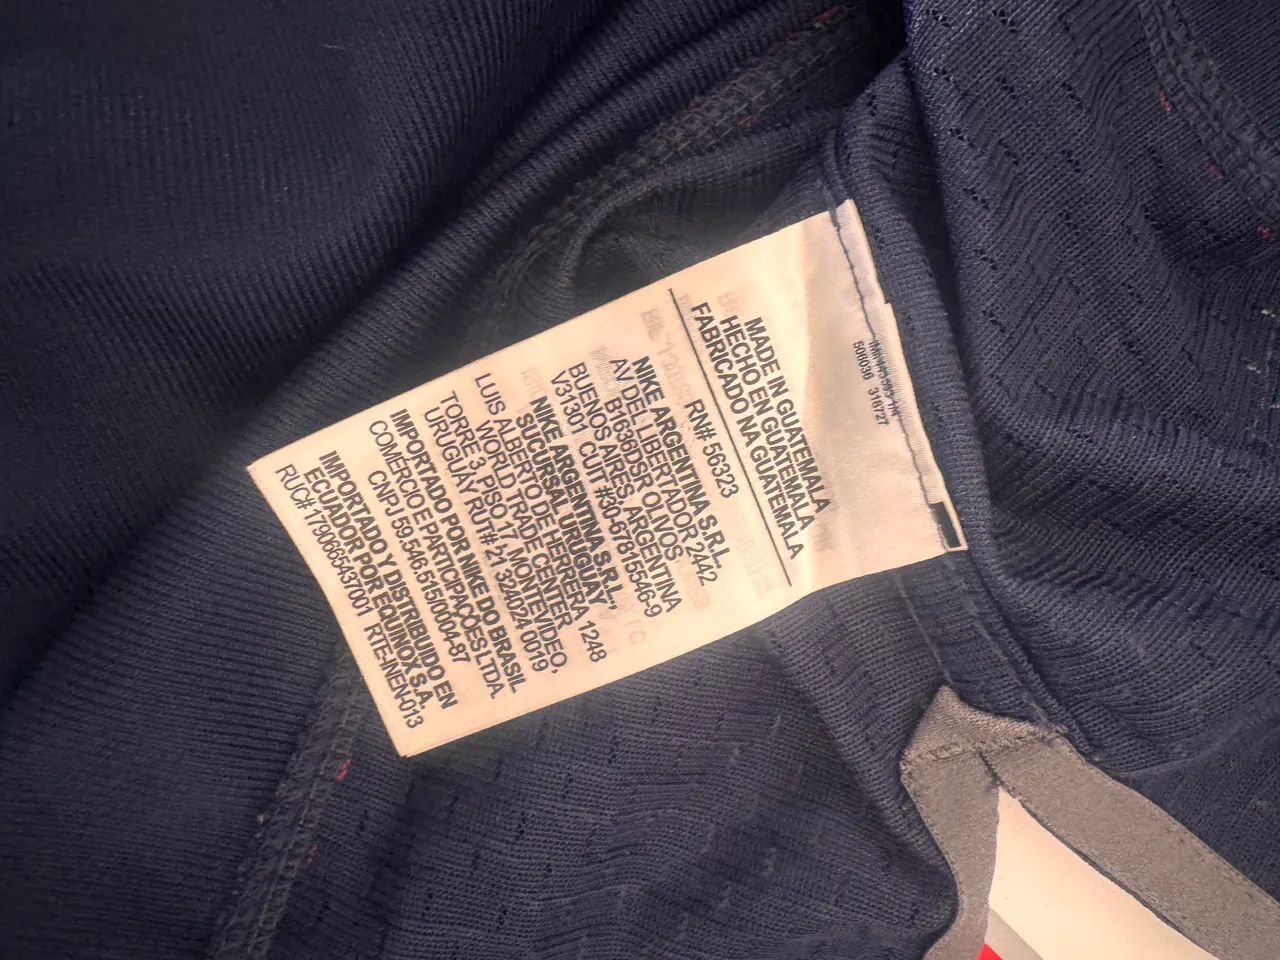 508036 316727
MADE IN GUATEMALA
HECHO EN GUATEMALA
FABRICADO NA GUATEMALA
RN# 56323
NIKE ARGENTINA S.R.L.
AV DEL LIBERTADOR 2442
B1636DSR OLIVOS
BUENOS AIRES, ARGENTINA
V31301 CUIT #30-67815546-9
NIKE ARGENTINA S.R.L,
SUCURSAL URUGUAY,
LUIS ALBERTO DE HERRERA 1248
WORLD TRADE CENTER
TORRE 3, PISO 17, MONTEVIDEO,
URUGUAY RUT# 21 324024 0019
IMPORTADO POR NIKE DO BRASIL
COMERCIO E PARTICIPAÇÕES LTDA.
CNPJ 59.546.515/0004-87
IMPORTADO Y DISTRIBUIDO EN
ECUADOR POR EQUINOX S.A.
RUC# 1790665437001 RTE-INEN-013